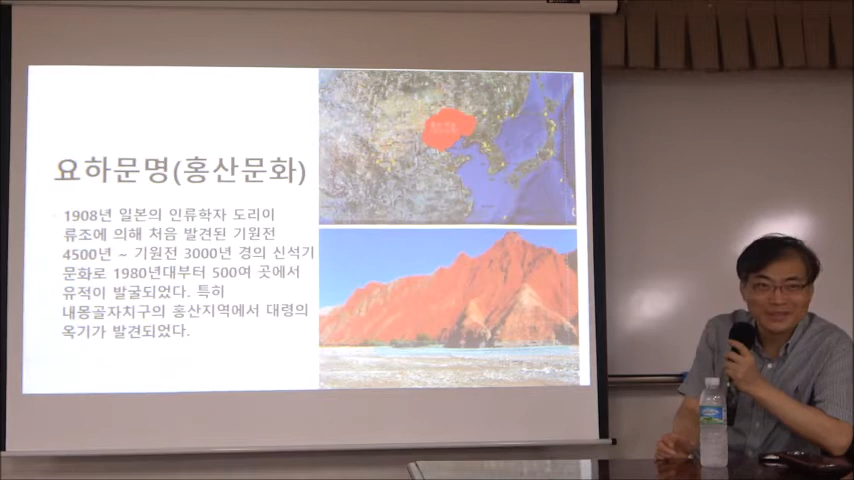 요하문명(홍산문화)
1908년 일본의 인류학자 도리이
류조에 의해 처음 발견된 기원전
4500년 ~ 기원전 3000년 경의 신석기
문화로 1980년대부터 500여 곳에서
유적이 발굴되었다. 특히
내몽골자치구의 홍산지역에서 대령의
옥기가 발견되었다.